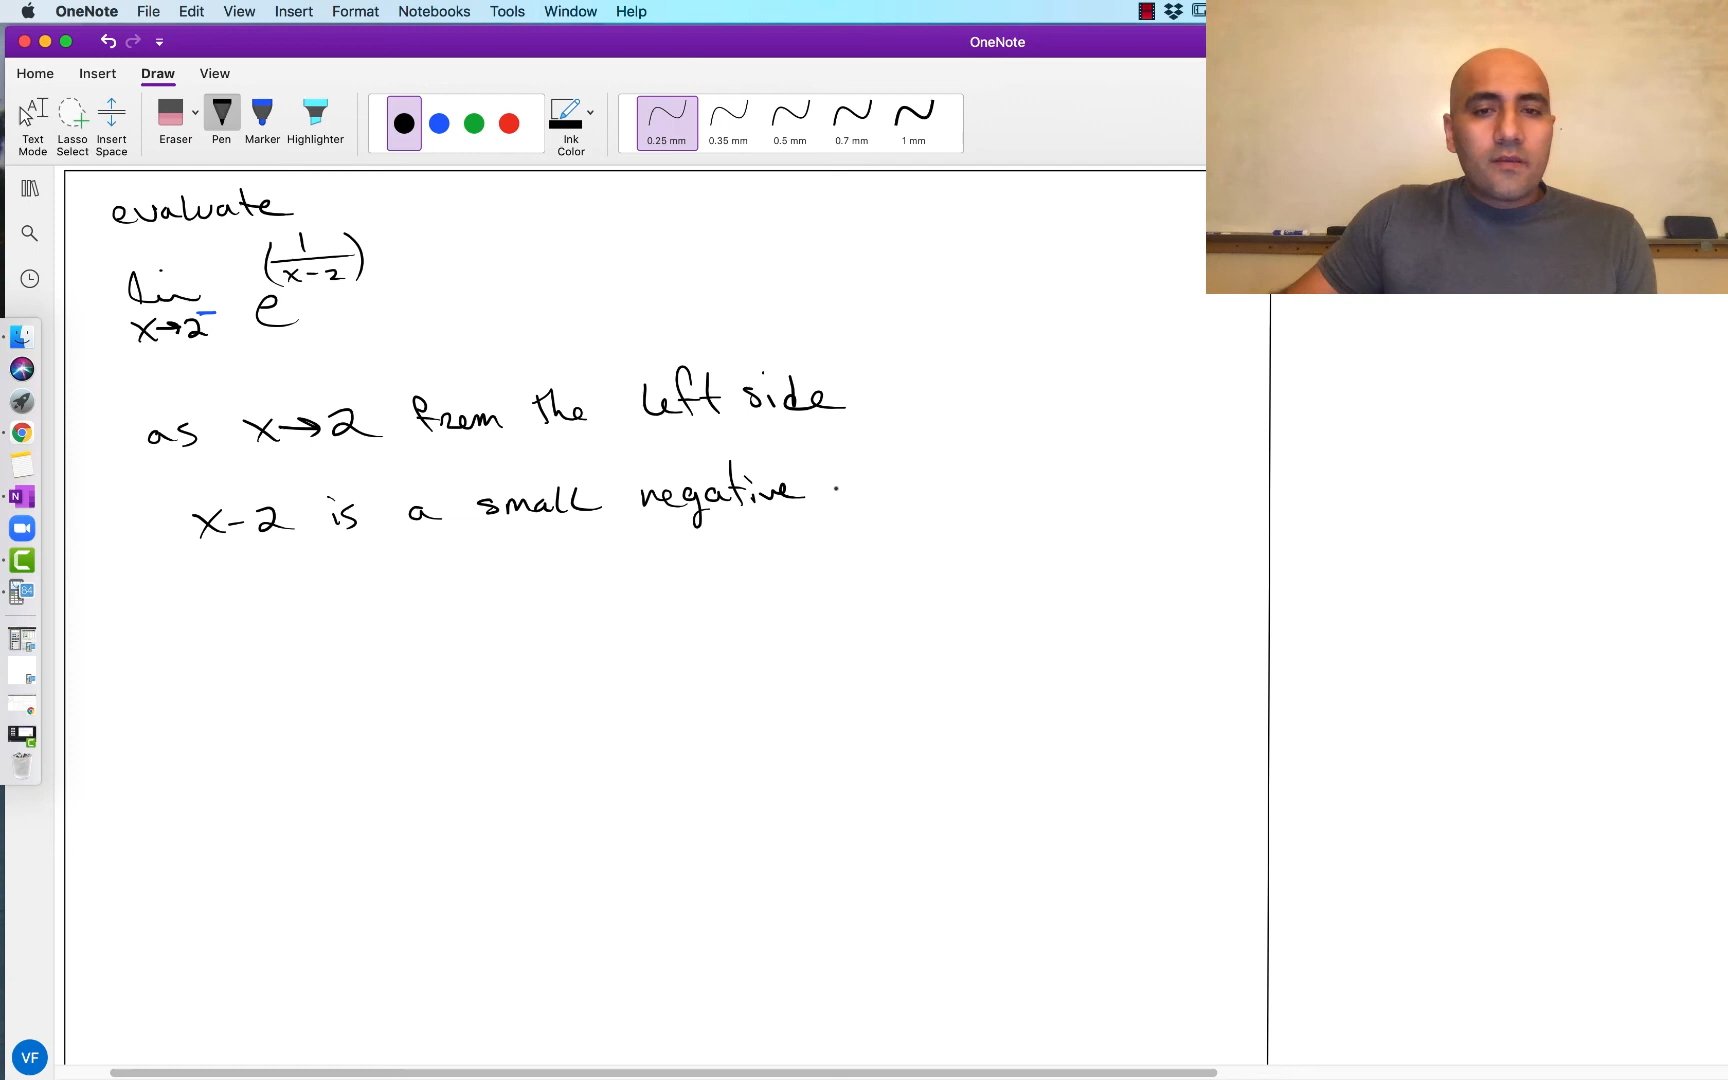 OneNote File Edit View Insert Format Notebooks Tools Window Help
OneNote
Home Insert Draw View
Text Mode
Lasso Select
Insert Space
Eraser
Pen
Marker
Highlighter
Ink Color
0.25 mm
0.35 mm
0.5 mm
0.7 mm
1 mm
evaluate
lim x→2⁻ e^(1/(x-2))
as x→2 from the left side
x-2 is a small negative
VF